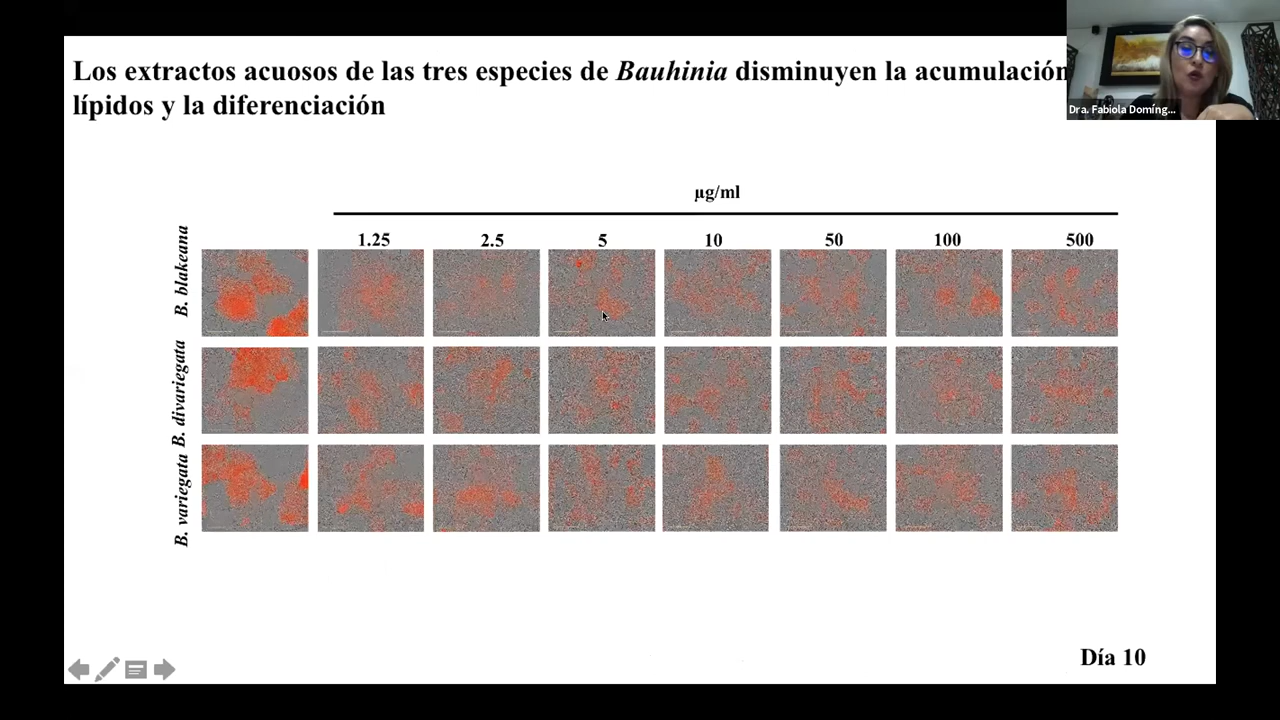 Los extractos acuosos de las tres especies de Bauhinia disminuyen la acumulación
lípidos y la diferenciación
Dra. Fabiola Domíng...
µg/ml
1.25 2.5 5 10 50 100 500
B. blakeana
B. divariegata
B. variegata
Día 10